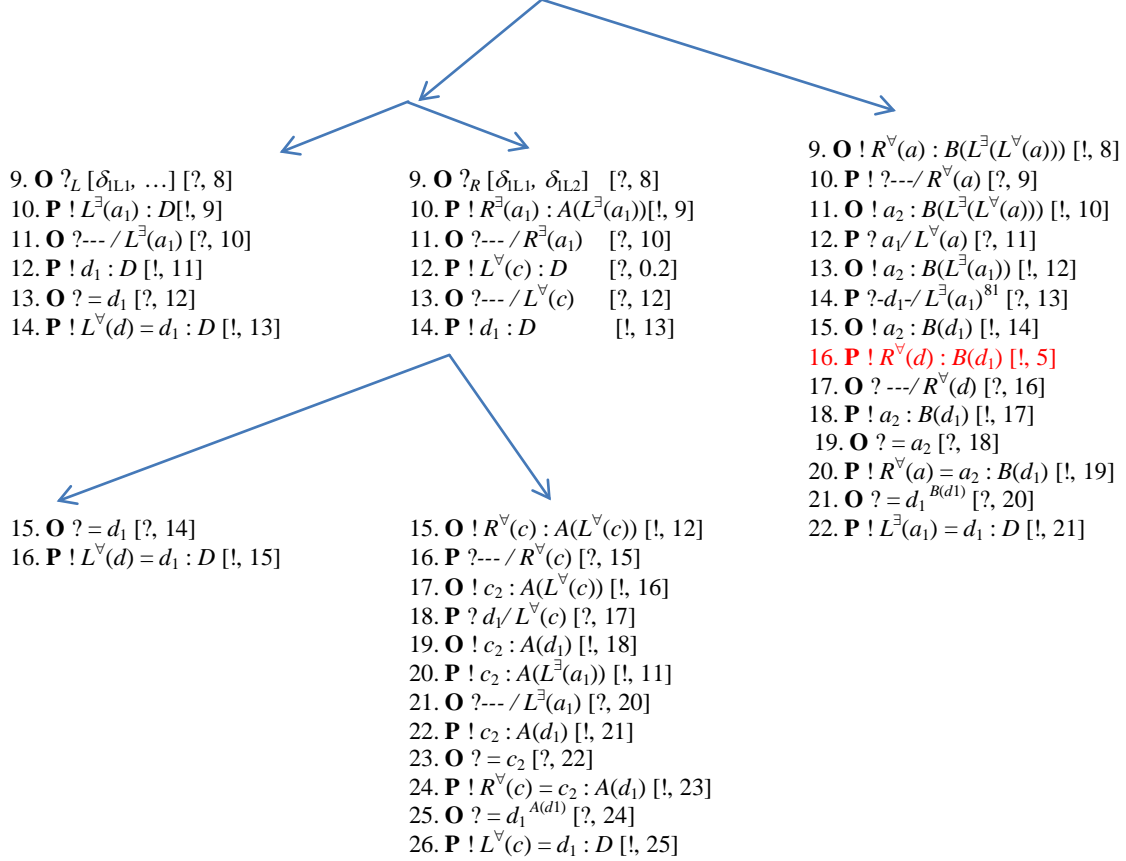 9. O ?L [δ1L1, …] [?, 8]
10. P ! L∃(a1) : D[!, 9]
11. O ?--- / L∃(a1) [?, 10]
12. P ! d1 : D [!, 11]
13. O ? = d1 [?, 12]
14. P ! L∀(d) = d1 : D [!, 13]
9. O ?R [δ1L1, δ1L2] [?, 8]
10. P ! R∃(a1) : A(L∃(a1))[!, 9]
11. O ?--- / R∃(a1) [?, 10]
12. P ! L∀(c) : D [?, 0.2]
13. O ?--- / L∀(c) [?, 12]
14. P ! d1 : D [!, 13]
9. O ! R∀(a) : B(L∃(L∀(a))) [!, 8]
10. P ! ?---/ R∀(a) [?, 9]
11. O ! a2 : B(L∃(L∀(a))) [!, 10]
12. P ? a1/ L∀(a) [?, 11]
13. O ! a2 : B(L∃(a1)) [!, 12]
14. P ?-d1-/ L∃(a1)81 [?, 13]
15. O ! a2 : B(d1) [!, 14]
16. P ! R∀(d) : B(d1) [!, 5]
17. O ? ---/ R∀(d) [?, 16]
18. P ! a2 : B(d1) [!, 17]
19. O ? = a2 [?, 18]
20. P ! R∀(a) = a2 : B(d1) [!, 19]
21. O ? = d1 B(d1) [?, 20]
22. P ! L∃(a1) = d1 : D [!, 21]
15. O ? = d1 [?, 14]
16. P ! L∀(d) = d1 : D [!, 15]
15. O ! R∀(c) : A(L∀(c)) [!, 12]
16. P ?--- / R∀(c) [?, 15]
17. O ! c2 : A(L∀(c)) [!, 16]
18. P ? d1/ L∀(c) [?, 17]
19. O ! c2 : A(d1) [!, 18]
20. P ! c2 : A(L∃(a1)) [!, 11]
21. O ?--- / L∃(a1) [?, 20]
22. P ! c2 : A(d1) [!, 21]
23. O ? = c2 [?, 22]
24. P ! R∀(c) = c2 : A(d1) [!, 23]
25. O ? = d1 A(d1) [?, 24]
26. P ! L∀(c) = d1 : D [!, 25]